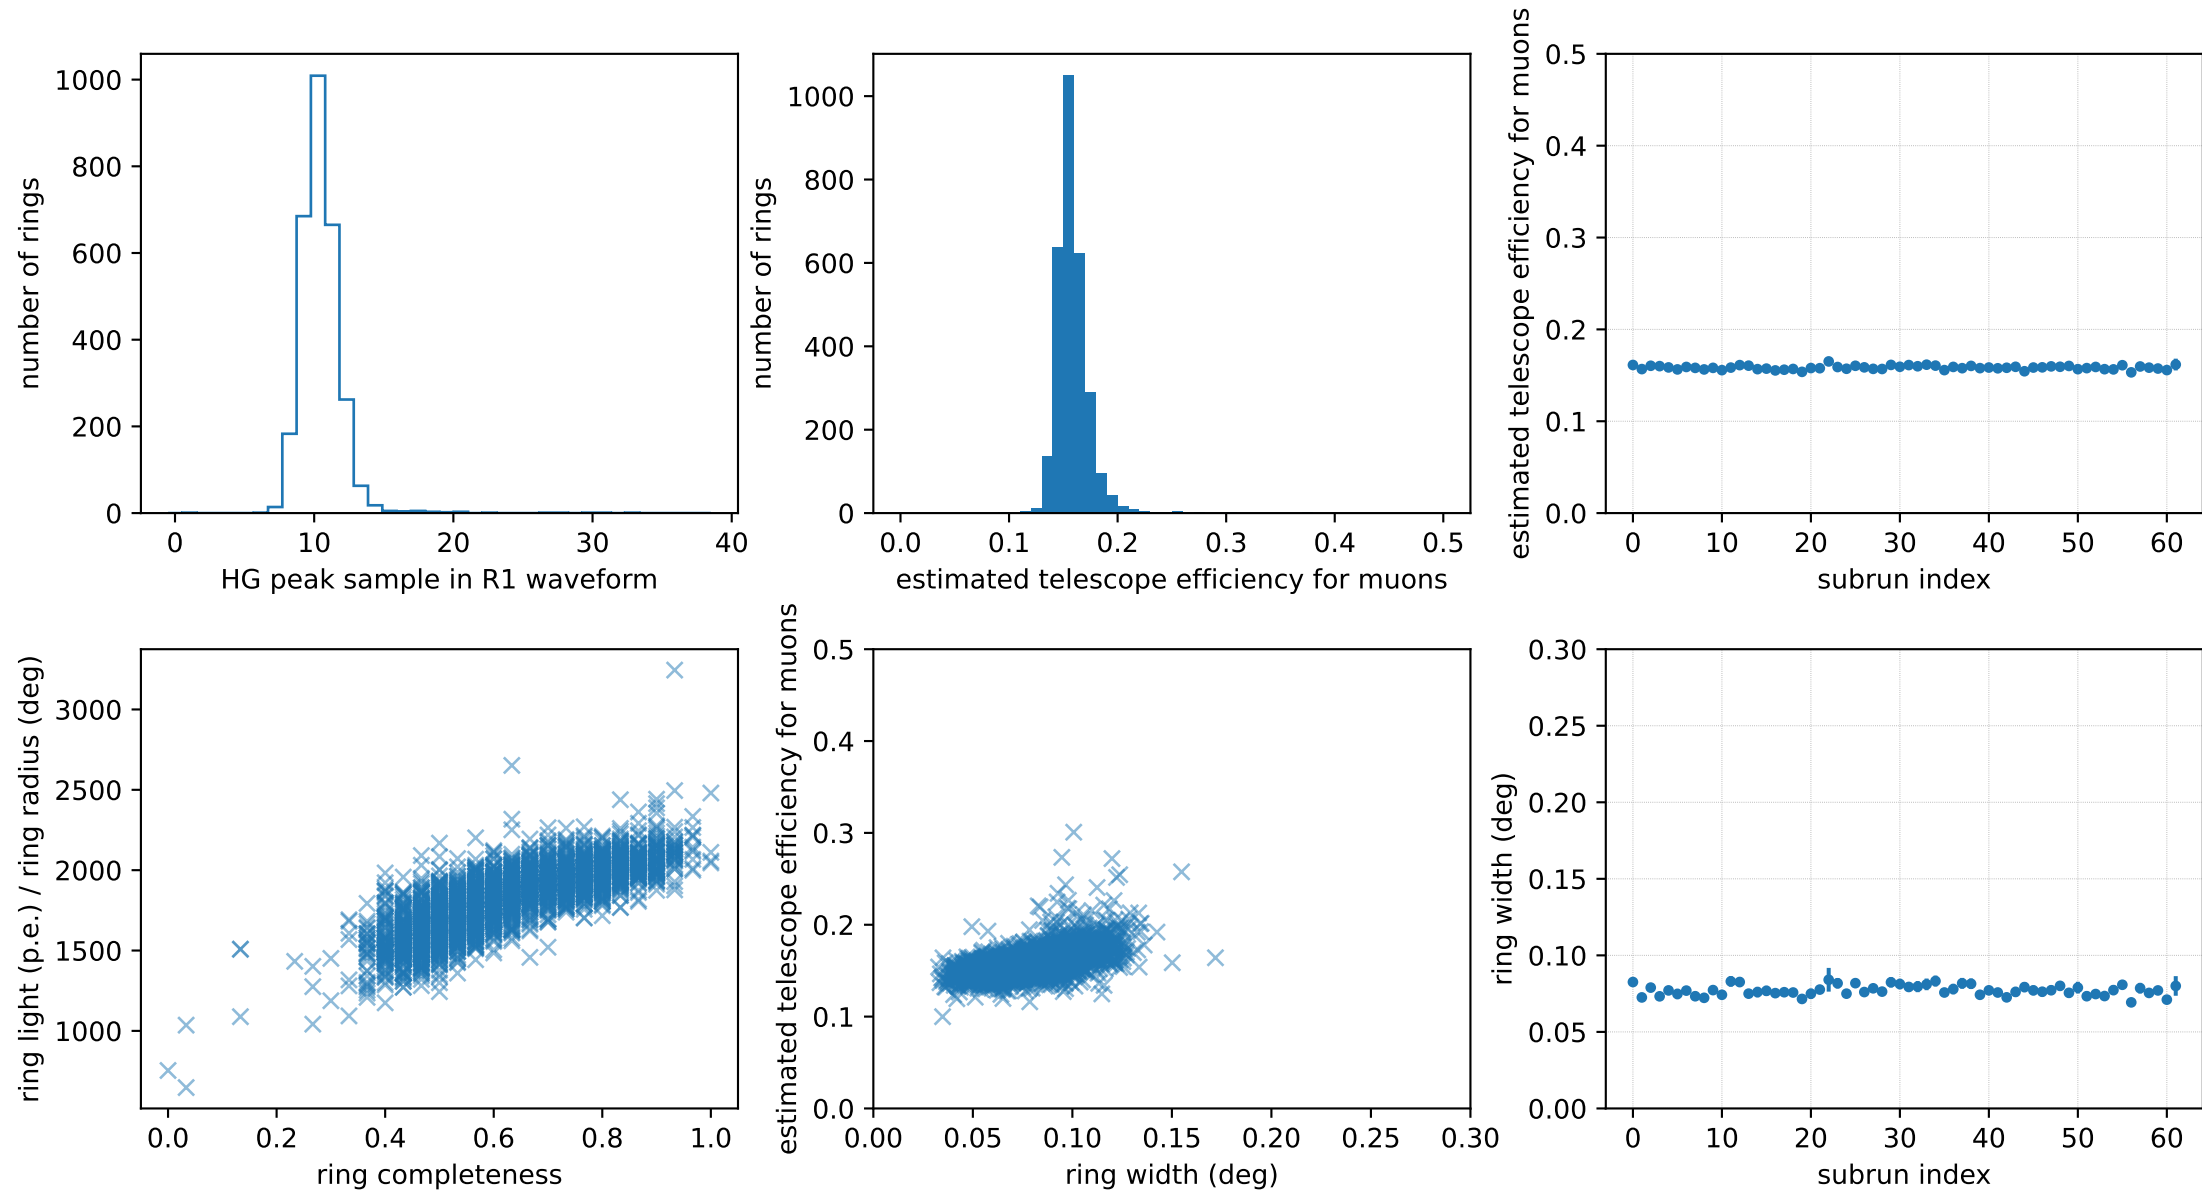 1000
800
600
400
200
0
number of rings
0 10 20 30 40
HG peak sample in R1 waveform
1000
800
600
400
200
0
number of rings
0.0 0.1 0.2 0.3 0.4 0.5
estimated telescope efficiency for muons
0.5
0.4
0.3
0.2
0.1
0.0
estimated telescope efficiency for muons
0 10 20 30 40 50 60
subrun index
3000
2500
2000
1500
1000
ring light (p.e.) / ring radius (deg)
0.0 0.2 0.4 0.6 0.8 1.0
ring completeness
0.5
0.4
0.3
0.2
0.1
0.0
estimated telescope efficiency for muons
0.00 0.05 0.10 0.15 0.20 0.25 0.30
ring width (deg)
0.30
0.25
0.20
0.15
0.10
0.05
0.00
ring width (deg)
0 10 20 30 40 50 60
subrun index